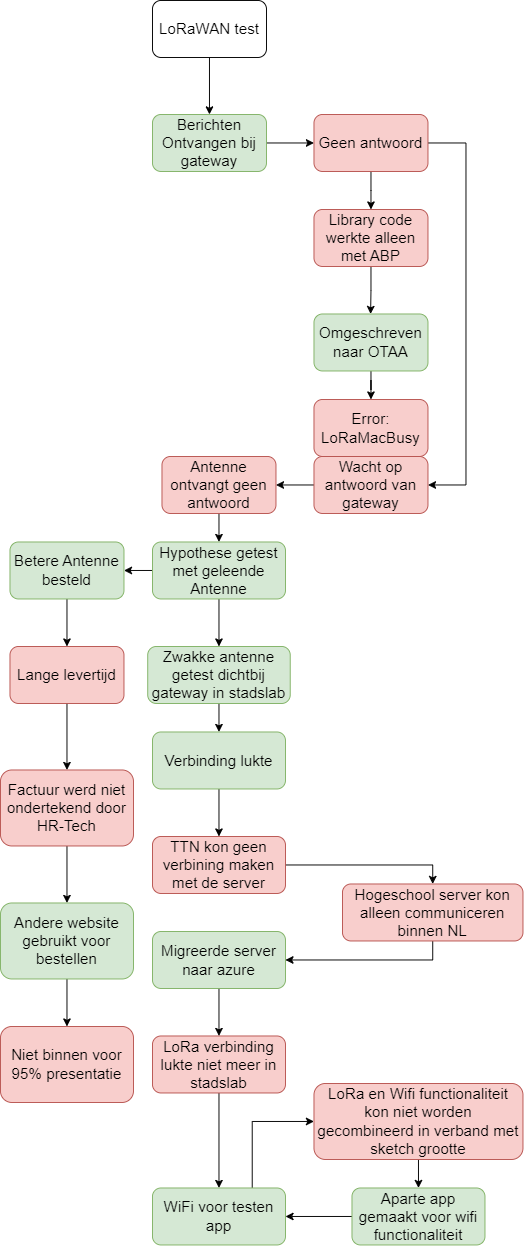 LoRaWAN test
Berichten
Ontvangen bij
gateway
Geen antwoord
Library code
werkte alleen
met ABP
Omgeschreven
naar OTAA
Error:
LoRaMacBusy
Wacht op
antwoord van
gateway
Antenne
ontvangt geen
antwoord
Hypothese getest
met geleende
Antenne
Betere Antenne
besteld
Lange levertijd
Factuur werd niet
ondertekend door
HR-Tech
Andere website
gebruikt voor
bestellen
Niet binnen voor
95% presentatie
Zwakke antenne
getest dichtbij
gateway in stadslab
Verbinding lukte
TTN kon geen
verbining maken
met de server
Hogeschool server kon
alleen communiceren
binnen NL
Migreerde server
naar azure
LoRa verbinding
lukte niet meer in
stadslab
WiFi voor testen
app
LoRa en Wifi functionaliteit
kon niet worden
gecombineerd in verband met
sketch grootte
Aparte app
gemaakt voor wifi
functionaliteit